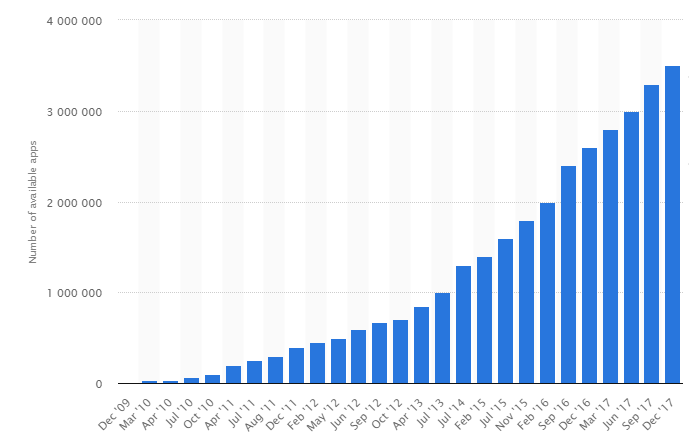 4 000 000
3 000 000
2 000 000
1 000 000
0
Number of available apps
Dec '09
Mar '10
Apr '10
Jul '10
Oct '10
Apr '11
Jul '11
Aug '11
Dec '11
Feb '12
May '12
Jun '12
Sep '12
Oct '12
Apr '13
Jul '13
Jul '14
Feb '15
Jul '15
Nov '15
Feb '16
Sep '16
Dec '16
Mar '17
Jun '17
Sep '17
Dec '17